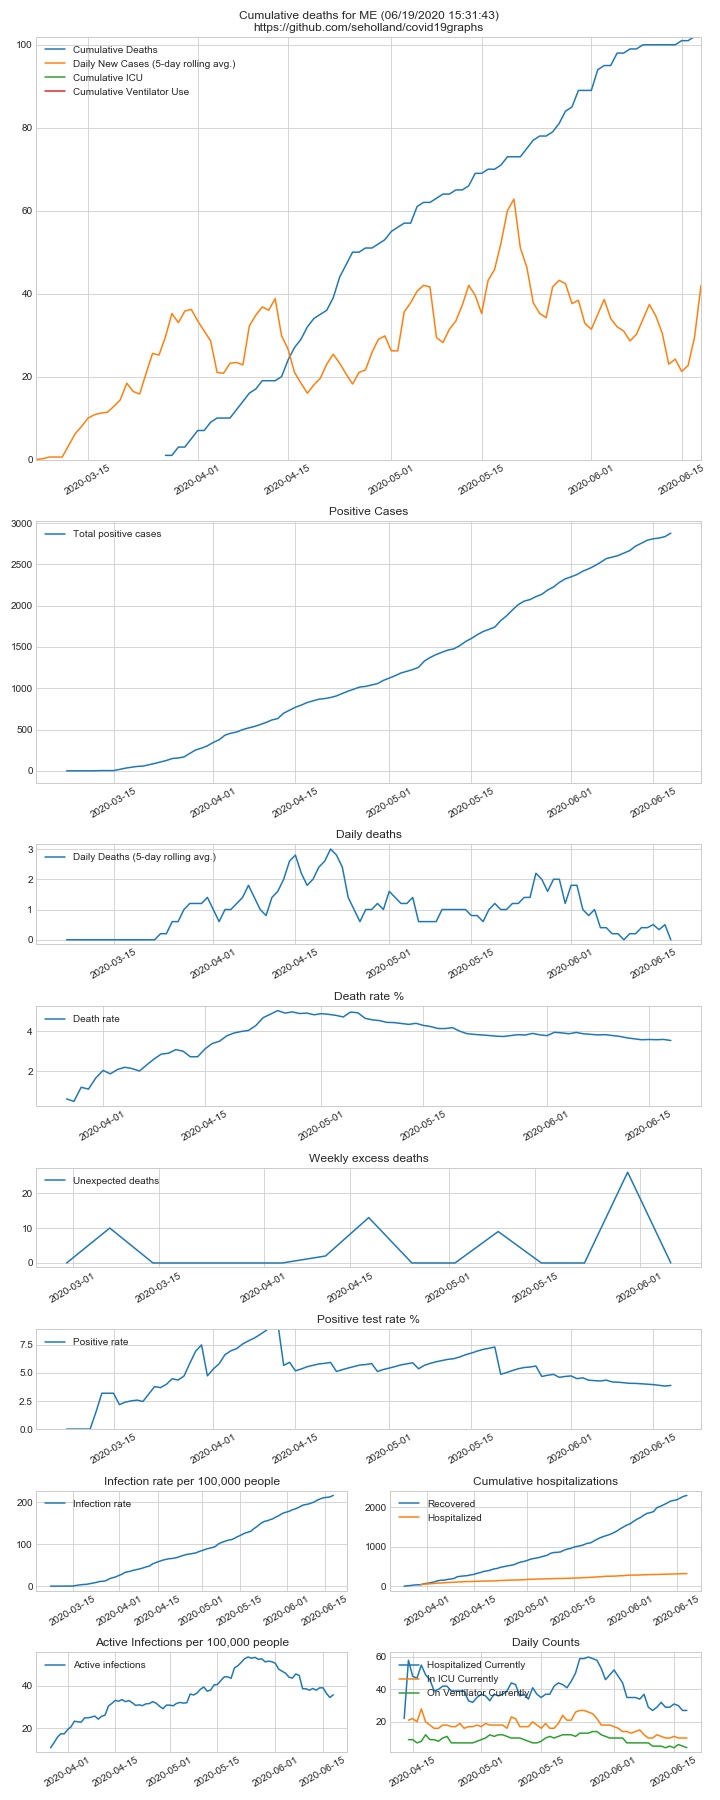 Cumulative deaths for ME (06/19/2020 15:31:43)
https://github.com/seholland/covid19graphs
Cumulative Deaths
Daily New Cases (5-day rolling avg.)
Cumulative ICU
Cumulative Ventilator Use
100
80
60
40
20
0
2020-03-15 2020-04-01 2020-04-15 2020-05-01 2020-05-15 2020-06-01 2020-06-15
Positive Cases
Total positive cases
3000
2500
2000
1500
1000
500
0
2020-03-15 2020-04-01 2020-04-15 2020-05-01 2020-05-15 2020-06-01 2020-06-15
Daily deaths
Daily Deaths (5-day rolling avg.)
3
2
1
0
2020-03-15 2020-04-01 2020-04-15 2020-05-01 2020-05-15 2020-06-01 2020-06-15
Death rate %
Death rate
4
2
2020-04-01 2020-04-15 2020-05-01 2020-05-15 2020-06-01 2020-06-15
Weekly excess deaths
Unexpected deaths
20
10
0
2020-03-01 2020-03-15 2020-04-01 2020-04-15 2020-05-01 2020-05-15 2020-06-01
Positive test rate %
Positive rate
7.5
5.0
2.5
0.0
2020-03-15 2020-04-01 2020-04-15 2020-05-01 2020-05-15 2020-06-01 2020-06-15
Infection rate per 100,000 people
Infection rate
200
100
0
2020-03-15 2020-04-01 2020-04-15 2020-05-01 2020-05-15 2020-06-01 2020-06-15
Cumulative hospitalizations
Recovered
Hospitalized
2000
1000
0
2020-04-01 2020-04-15 2020-05-01 2020-05-15 2020-06-01 2020-06-15
Active Infections per 100,000 people
Active infections
40
20
2020-04-01 2020-04-15 2020-05-01 2020-05-15 2020-06-01 2020-06-15
Daily Counts
Hospitalized Currently
In ICU Currently
On Ventilator Currently
60
40
20
2020-04-15 2020-05-01 2020-05-15 2020-06-01 2020-06-15